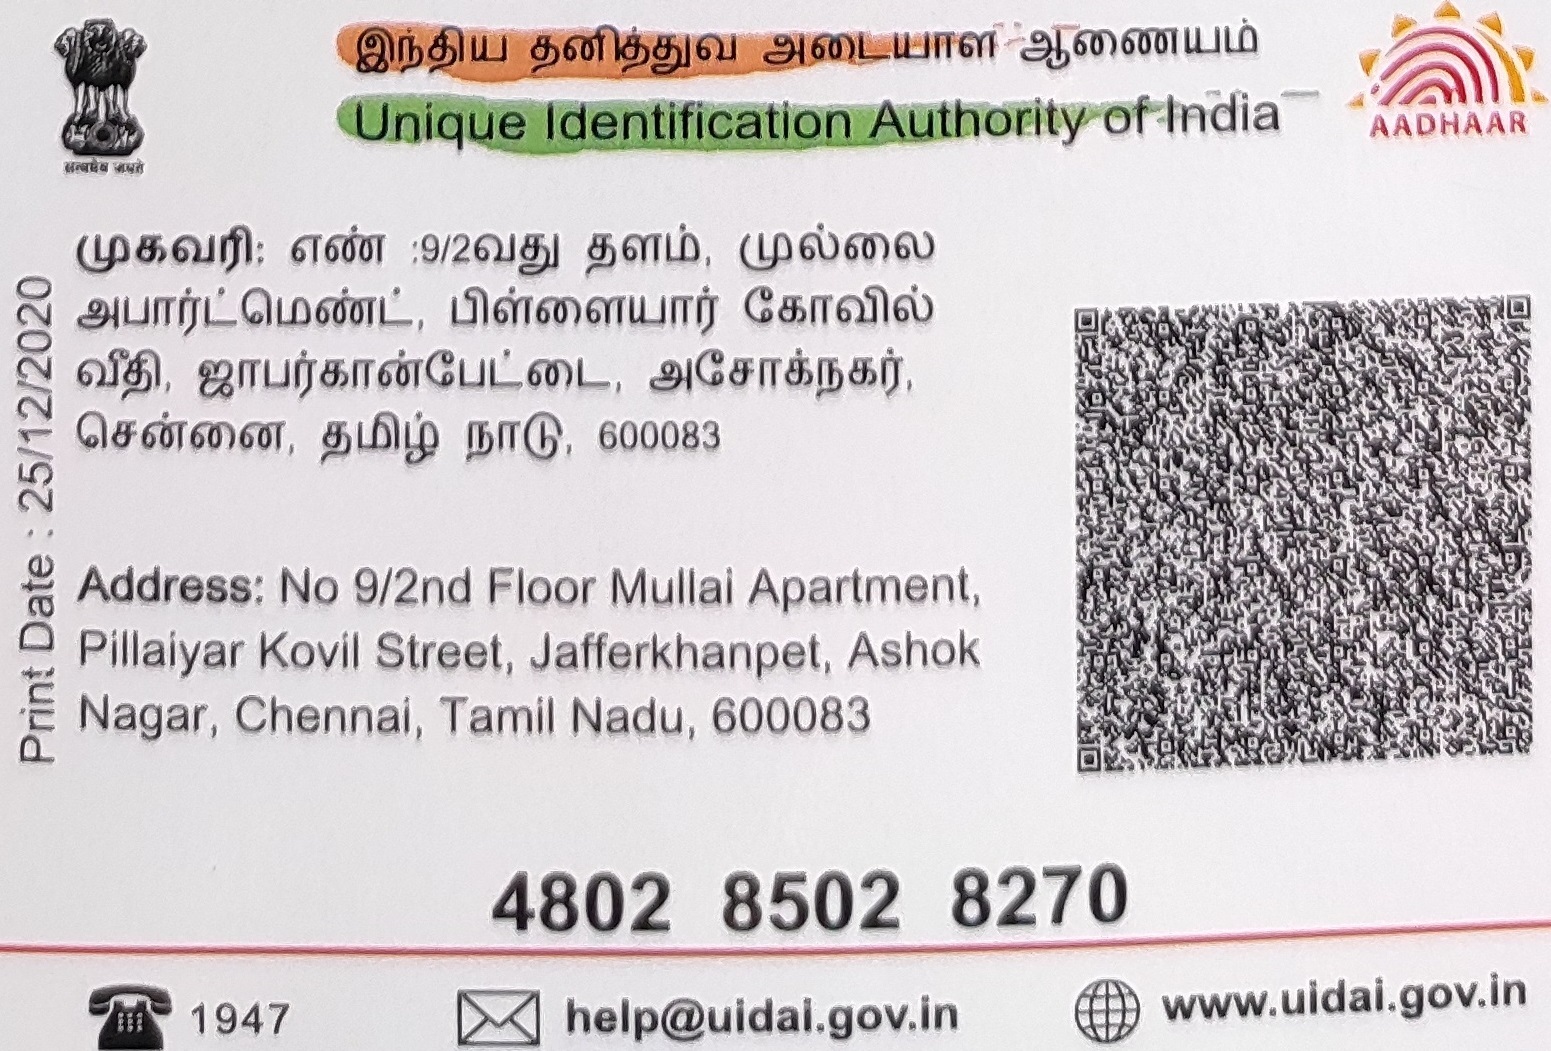 இந்திய தனித்துவ அடையாள ஆணையம்
Unique Identification Authority of India
AADHAAR
सत्यमेव जयते
முகவரி: எண் :9/2வது தளம், முல்லை
அபார்ட்மெண்ட், பிள்ளையார் கோவில்
வீதி, ஜாபர்கான்பேட்டை, அசோக்நகர்,
சென்னை, தமிழ் நாடு, 600083
Print Date : 25/12/2020
Address: No 9/2nd Floor Mullai Apartment,
Pillaiyar Kovil Street, Jafferkhanpet, Ashok
Nagar, Chennai, Tamil Nadu, 600083
4802 8502 8270
1947
help@uidai.gov.in
www.uidai.gov.in